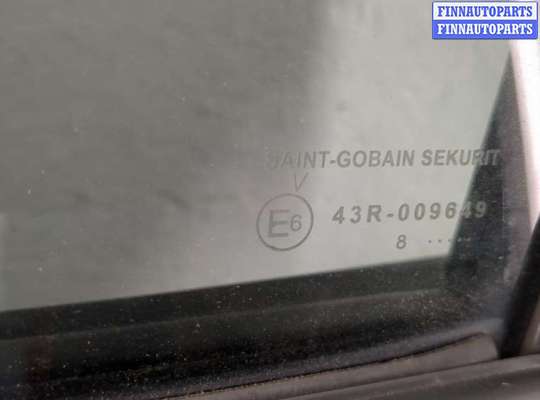 FINNAUTOPARTS
FINNAUTOPARTS
SAINT-GOBAIN SEKURIT
V
E6 43R-009649
8 .....